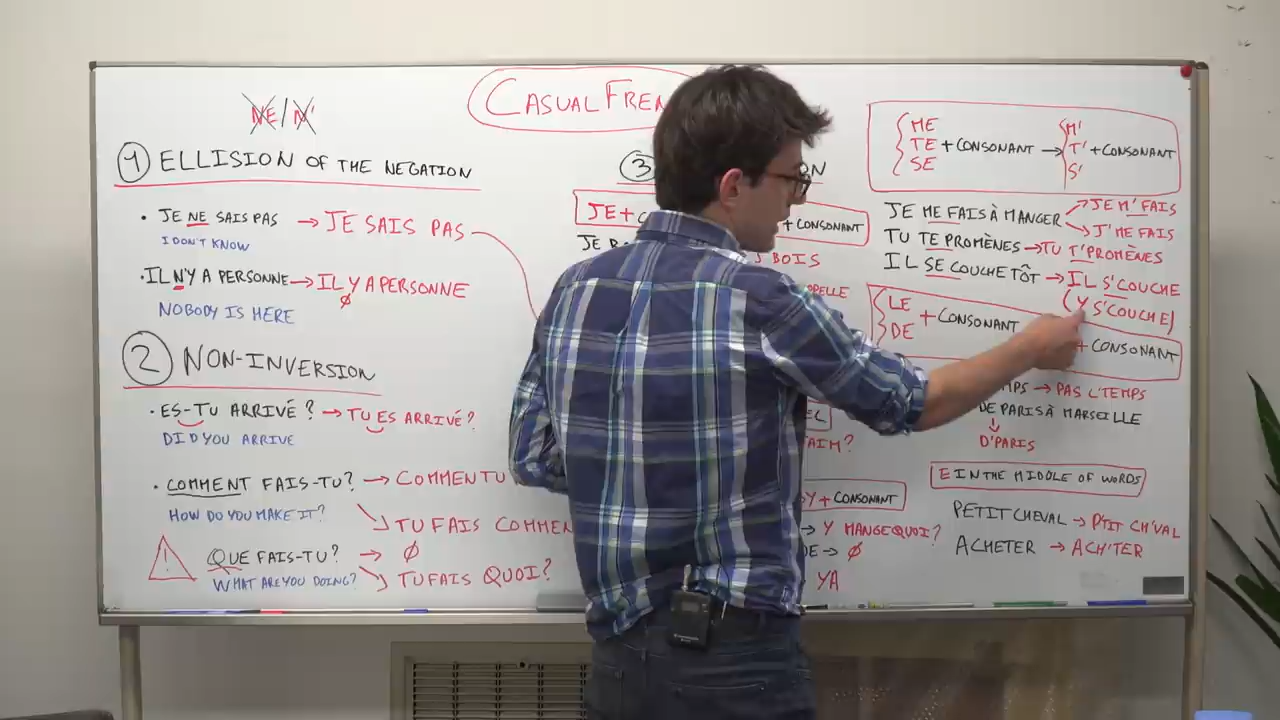 CASUAL FREN
NE / N'
1 ELLISION OF THE NEGATION
• JE NE SAIS PAS → JE SAIS PAS
I DON'T KNOW
• IL N'Y A PERSONNE → IL Y A PERSONNE
Ø
NOBODY IS HERE
2 NON-INVERSION
• ES-TU ARRIVÉ ? → TU ES ARRIVÉ ?
DID YOU ARRIVE
• COMMENT FAIS-TU? → COMMEN TU
HOW DO YOU MAKE IT? → TU FAIS COMMEN
! QUE FAIS-TU? → Ø
WHAT ARE YOU DOING? → TU FAIS QUOI?
3
JE +
+ CONSONANT
BOIS
PPELLE
EL
FAIM?
Y + CONSONANT
→ Y MANGE QUOI?
DE → Ø
YA
ME
TE + CONSONANT → T' + CONSONANT
SE
M'
S'
JE ME FAIS À MANGER → JE M'FAIS
→ J'ME FAIS
TU TE PROMÈNES → TU T'PROMÈNES
IL SE COUCHE TÔT → IL S'COUCHE
(Y S'COUCHE)
LE
DE + CONSONANT
+ CONSONANT
MPS → PAS L'TEMPS
DE PARIS À MARSEILLE
↓
D'PARIS
E IN THE MIDDLE OF WORDS
PETIT CHEVAL → P'TIT CH'VAL
ACHETER → ACH'TER